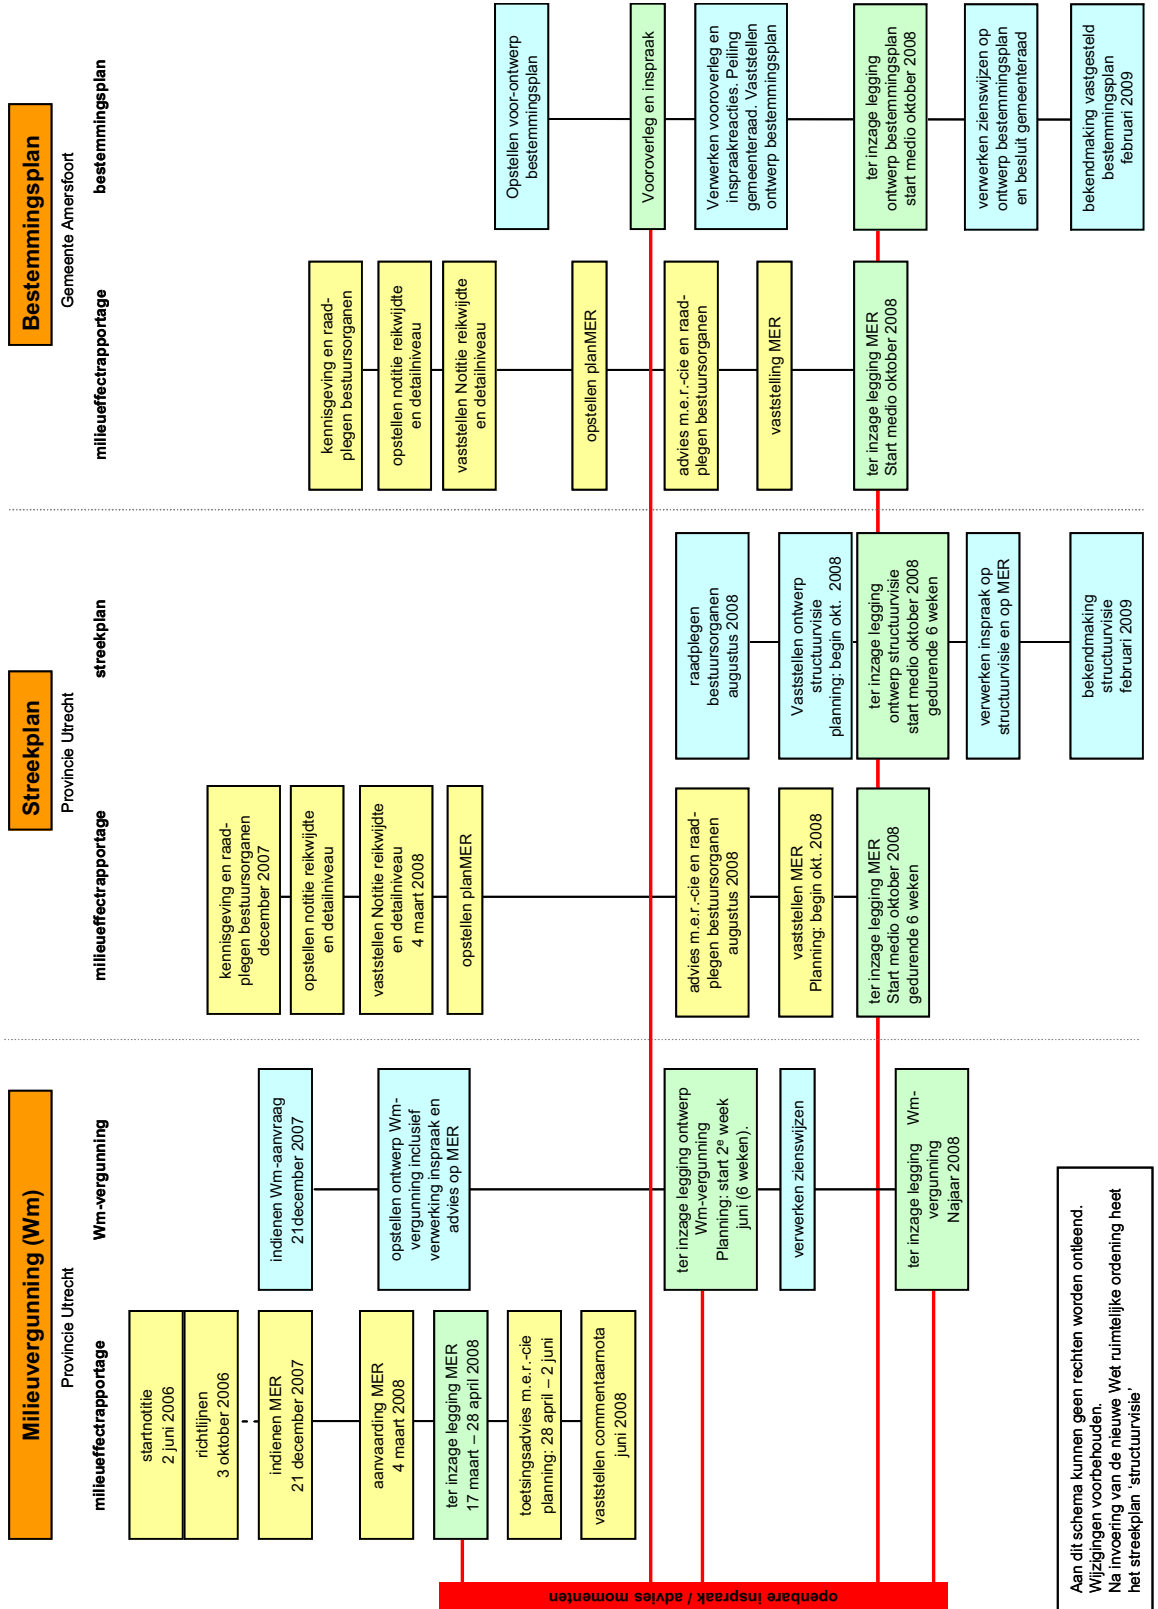 Milieuvergunning (Wm)
Provincie Utrecht
milieueffectrapportage
Wm-vergunning
startnotitie
2 juni 2006
richtlijnen
3 oktober 2006
indienen MER
21 december 2007
aanvaarding MER
4 maart 2008
ter inzage legging MER
17 maart – 28 april 2008
toetsingsadvies m.e.r.-cie
planning: 28 april – 2 juni
vaststellen commentaarnota
juni 2008
indienen Wm-aanvraag
21december 2007
opstellen ontwerp Wm-
vergunning inclusief
verwerking inspraak en
advies op MER
ter inzage legging ontwerp
Wm-vergunning
Planning: start 2e week
juni (6 weken).
verwerken zienswijzen
ter inzage legging Wm-
vergunning
Najaar 2008
Streekplan
Provincie Utrecht
milieueffectrapportage
streekplan
kennisgeving en raad-
plegen bestuursorganen
december 2007
opstellen notitie reikwijdte
en detailniveau
vaststellen Notitie reikwijdte
en detailniveau
4 maart 2008
opstellen planMER
advies m.e.r.-cie en raad-
plegen bestuursorganen
augustus 2008
vaststellen MER
Planning: begin okt. 2008
ter inzage legging MER
Start medio oktober 2008
gedurende 6 weken
raadplegen
bestuursorganen
augustus 2008
Vaststellen ontwerp
structuurvisie
planning: begin okt. 2008
ter inzage legging
ontwerp structuurvisie
start medio oktober 2008
gedurende 6 weken
verwerken inspraak op
structuurvisie en op MER
bekendmaking
structuurvisie
februari 2009
Bestemmingsplan
Gemeente Amersfoort
milieueffectrapportage
bestemmingsplan
kennisgeving en raad-
plegen bestuursorganen
opstellen notitie reikwijdte
en detailniveau
vaststellen Notitie reikwijdte
en detailniveau
opstellen planMER
advies m.e.r.-cie en raad-
plegen bestuursorganen
vaststelling MER
ter inzage legging MER
Start medio oktober 2008
Opstellen voor-ontwerp
bestemmingsplan
Vooroverleg en inspraak
Verwerken vooroverleg en
inspraakreacties. Peiling
gemeenteraad. Vaststellen
ontwerp bestemmingsplan
ter inzage legging
ontwerp bestemmingsplan
start medio oktober 2008
verwerken zienswijzen op
ontwerp bestemmingsplan
en besluit gemeenteraad
bekendmaking vastgesteld
bestemmingsplan
februari 2009
openbare inspraak / advies momenten
Aan dit schema kunnen geen rechten worden ontleend.
Wijzigingen voorbehouden.
Na invoering van de nieuwe Wet ruimtelijke ordening heet
het streekplan ‘structuurvisie’